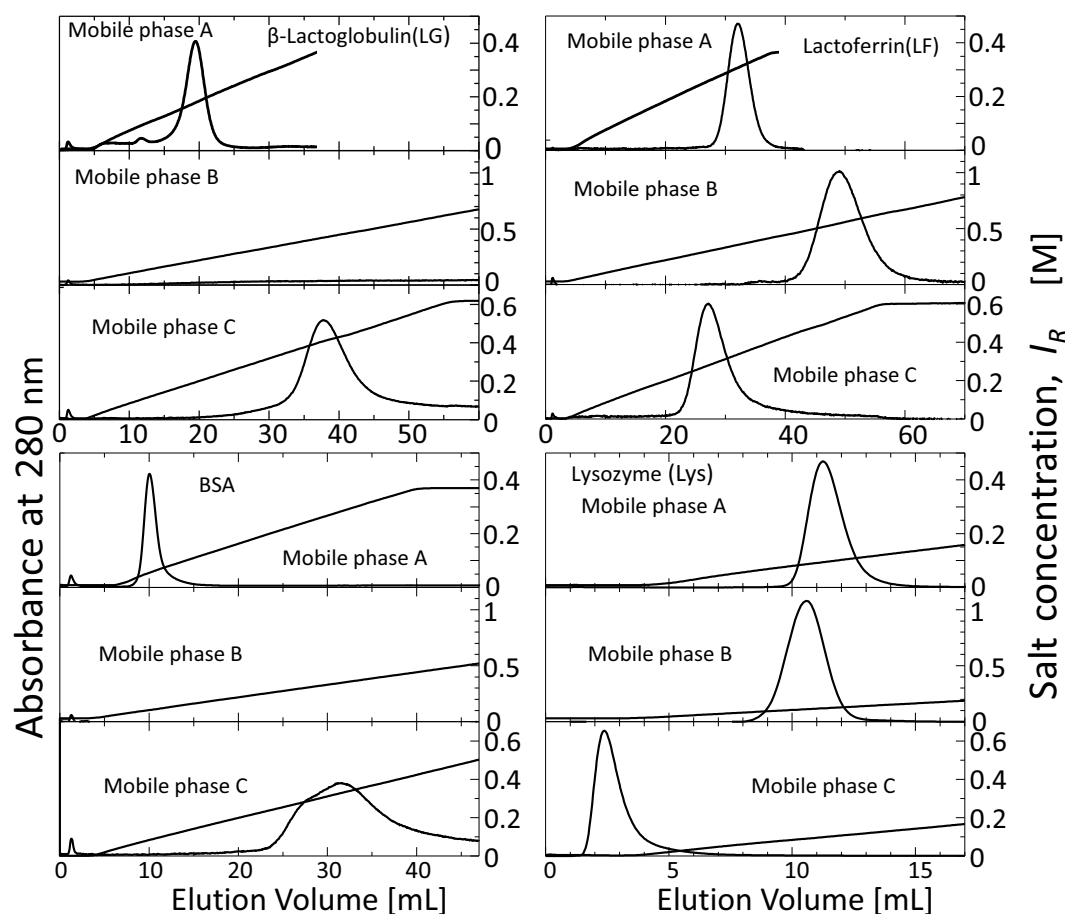 Mobile phase A
β-Lactoglobulin(LG)
0.4
0.2
0
Mobile phase B
1
0.5
0
Mobile phase C
0.6
0.4
0.2
0
0 10 20 30 40 50
Mobile phase A
Lactoferrin(LF)
0.4
0.2
0
Mobile phase B
1
0.5
0
Mobile phase C
0.6
0.4
0.2
0
0 20 40 60
BSA
Mobile phase A
0.4
0.2
0
Mobile phase B
1
0.5
0
Mobile phase C
0.6
0.4
0.2
0
0 10 20 30 40
Elution Volume [mL]
Lysozyme (Lys)
Mobile phase A
0.4
0.2
0
Mobile phase B
1
0.5
0
Mobile phase C
0.6
0.4
0.2
0
0 5 10 15
Elution Volume [mL]
Absorbance at 280 nm
Salt concentration, I_R [M]